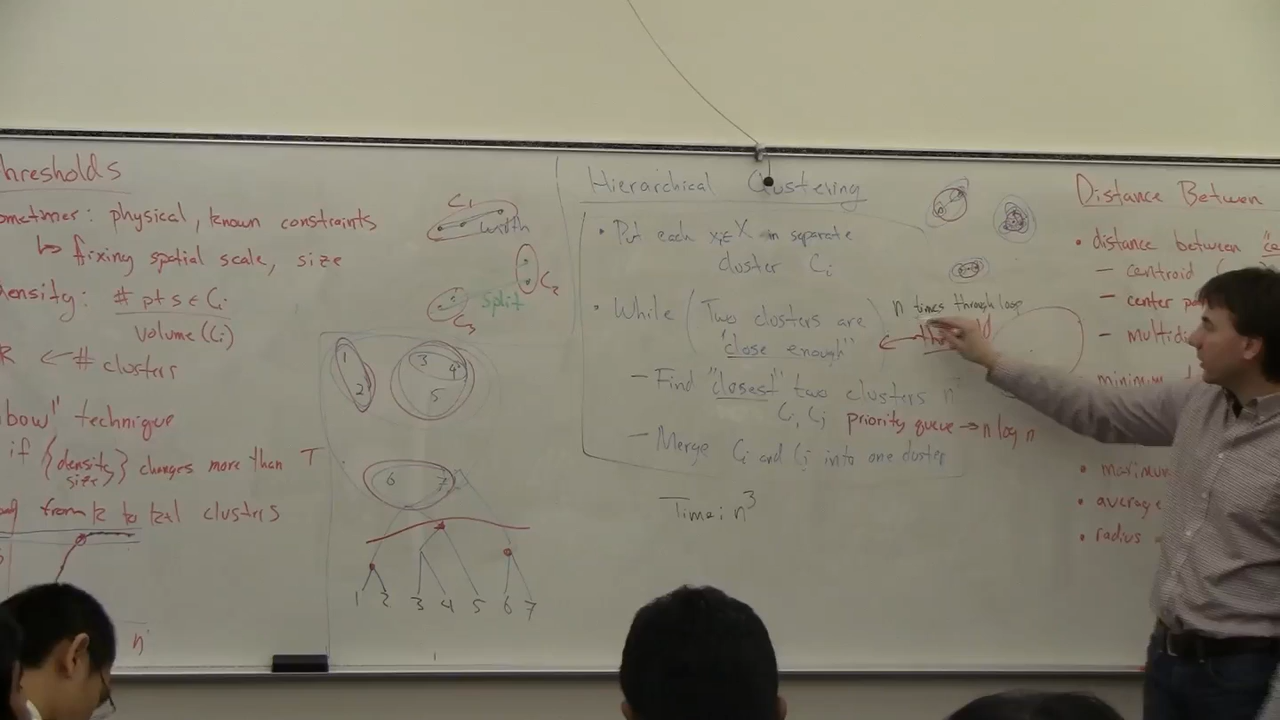 hresholds
ometimes: physical, known constraints
↳ fixing spatial scale, size
density: # pts ∈ Ci
Volume (Ci)
R ← # clusters
bow" technique
if {density} changes more than T
size
from k to k+1 clusters
n
C1
width
C2
split
C3
1
2
3
4
5
6
7
1 2 3 4 5 6 7
Hierarchical Clustering
• Put each xi ∈ X in separate
cluster Ci
• While (Two clusters are
"close enough")
n times through loop
– Find "closest" two clusters
Ci, Cj priority queue → n log n
– Merge Ci and Cj into one cluster
Time: n³
Distance Between
• distance between
– centroid
– center
– multidi
minimum
• maximum
• average
• radius